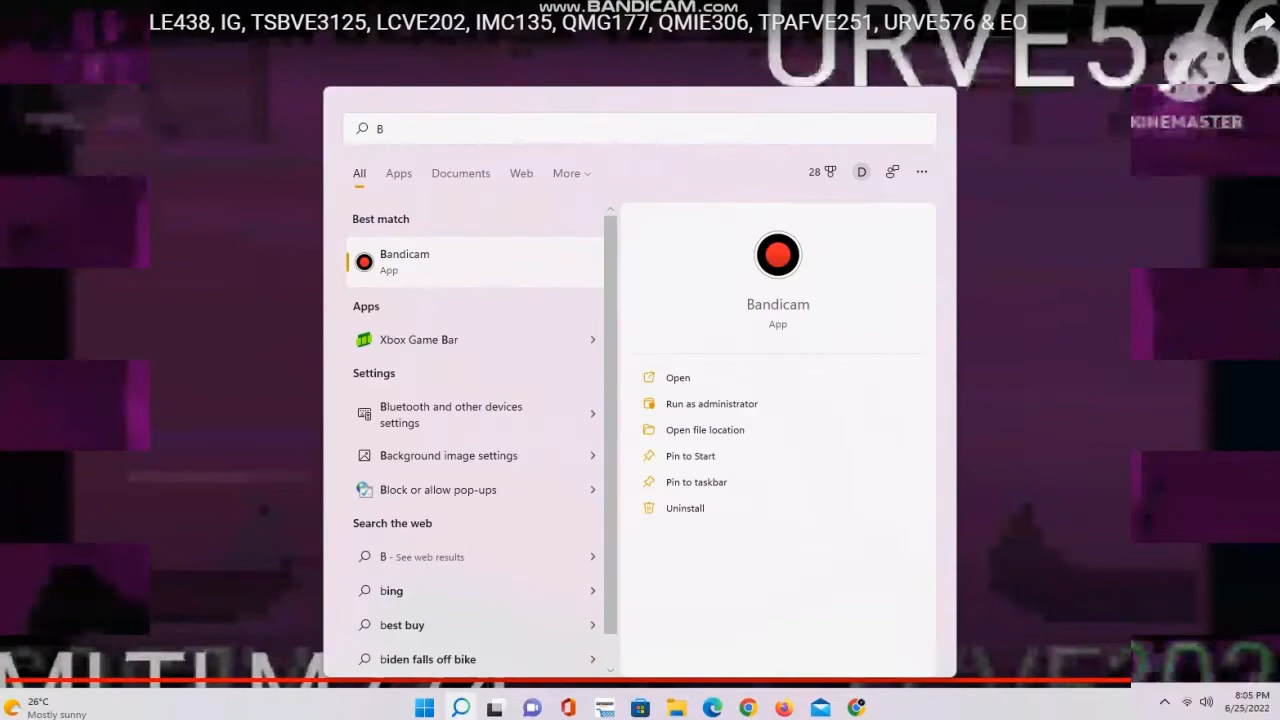 WWW.BANDICAM.COM
LE438, IG, TSBVE3125, LCVE202, IMC135, QMG177, QMIE306, TPAFVE251, URVE576 & EO
URVE576
KINEMASTER
B
All Apps Documents Web More
28 D
Best match
Bandicam
App
Apps
Xbox Game Bar
Settings
Bluetooth and other devices
settings
Background image settings
Block or allow pop-ups
Search the web
B - See web results
bing
best buy
biden falls off bike
Bandicam
App
Open
Run as administrator
Open file location
Pin to Start
Pin to taskbar
Uninstall
26°C
Mostly sunny
8:05 PM
6/25/2022